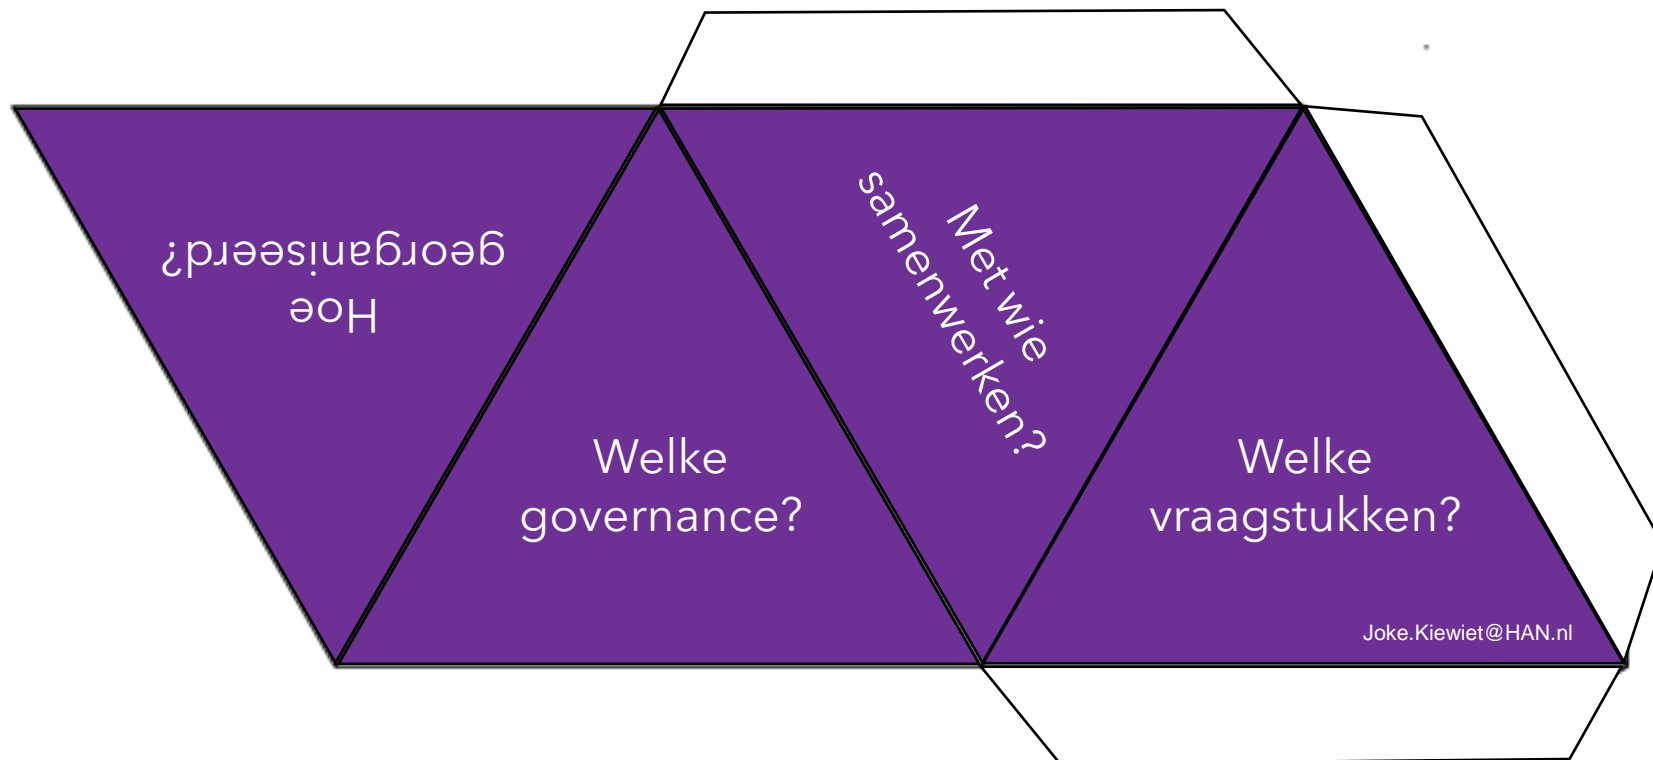 Hoe
georganiseerd?
Welke
governance?
Met wie
samenwerken?
Welke
vraagstukken?
Joke.Kiewiet@HAN.nl